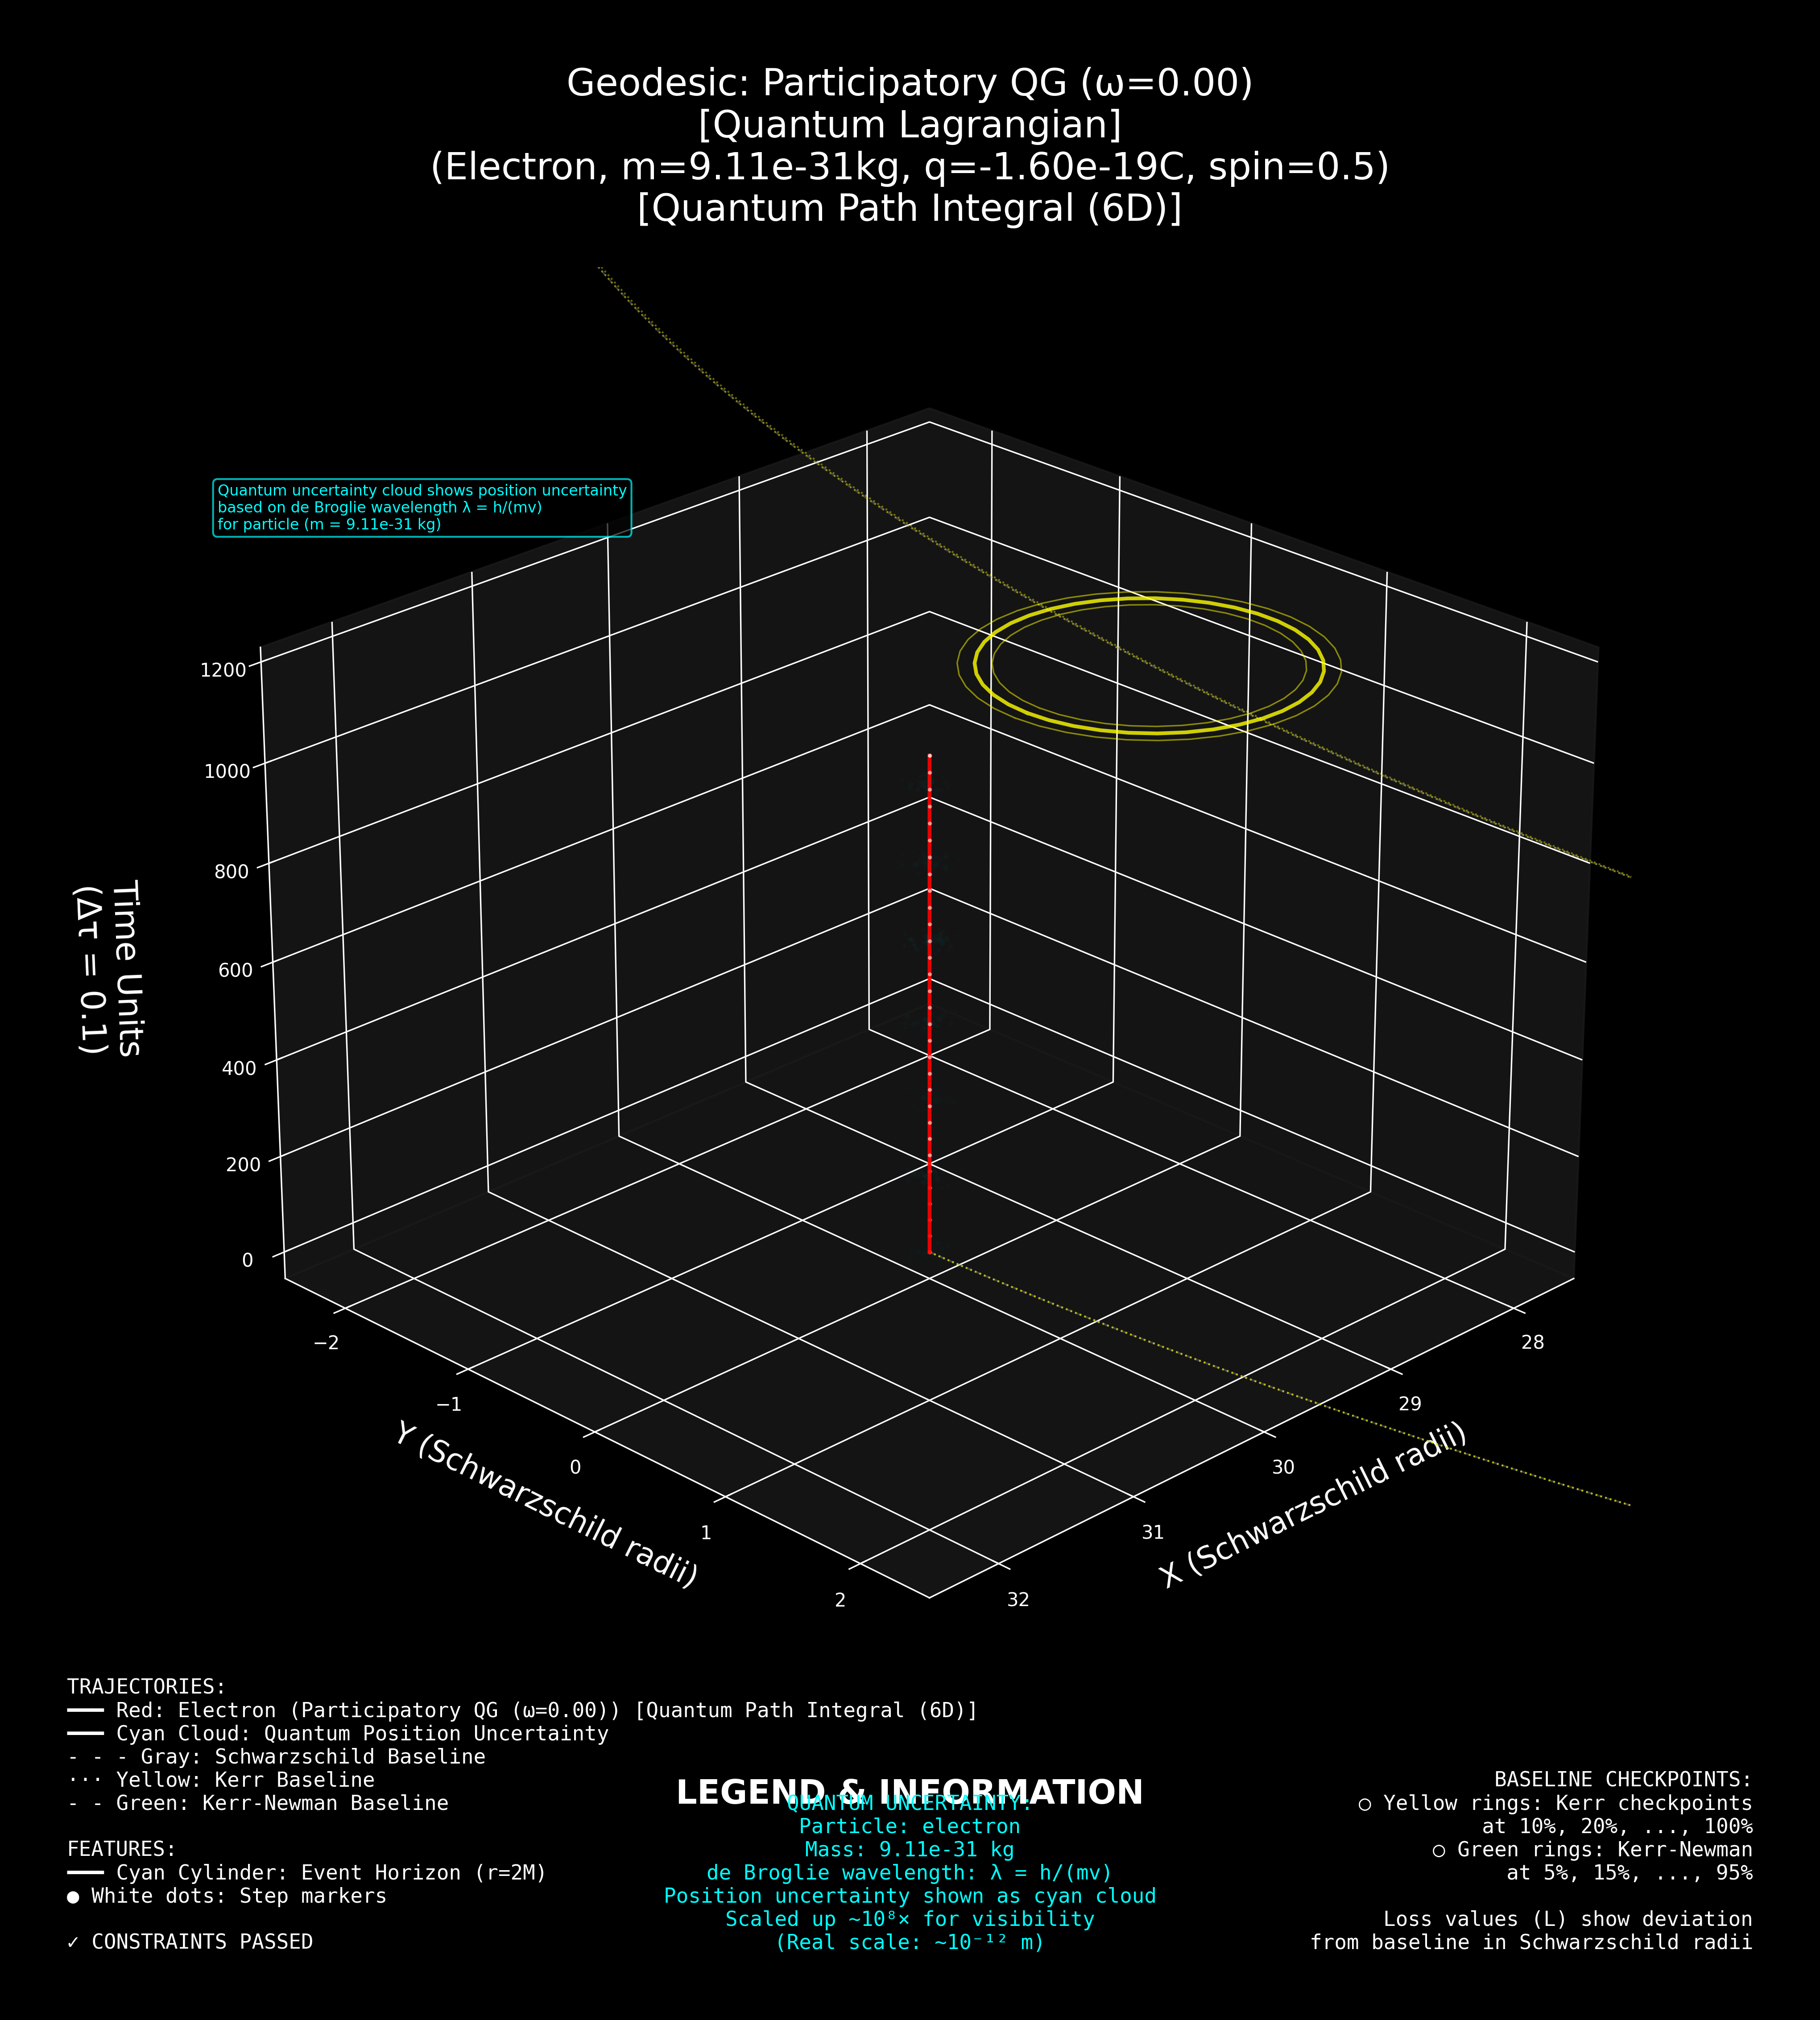 Geodesic: Participatory QG (ω=0.00)
[Quantum Lagrangian]
(Electron, m=9.11e-31kg, q=-1.60e-19C, spin=0.5)
[Quantum Path Integral (6D)]
Quantum uncertainty cloud shows position uncertainty
based on de Broglie wavelength λ = h/(mv)
for particle (m = 9.11e-31 kg)
1200
1000
800
600
400
200
0
Time Units
(Δτ = 0.1)
−2
−1
0
1
2
Y (Schwarzschild radii)
28
29
30
31
32
X (Schwarzschild radii)
TRAJECTORIES:
━━━ Red: Electron (Participatory QG (ω=0.00)) [Quantum Path Integral (6D)]
━━━ Cyan Cloud: Quantum Position Uncertainty
- - - Gray: Schwarzschild Baseline
··· Yellow: Kerr Baseline
- - Green: Kerr-Newman Baseline
FEATURES:
━━━ Cyan Cylinder: Event Horizon (r=2M)
● White dots: Step markers
✓ CONSTRAINTS PASSED
LEGEND & INFORMATION
QUANTUM UNCERTAINTY:
Particle: electron
Mass: 9.11e-31 kg
de Broglie wavelength: λ = h/(mv)
Position uncertainty shown as cyan cloud
Scaled up ~10⁸× for visibility
(Real scale: ~10⁻¹² m)
BASELINE CHECKPOINTS:
○ Yellow rings: Kerr checkpoints
at 10%, 20%, ..., 100%
○ Green rings: Kerr-Newman
at 5%, 15%, ..., 95%
Loss values (L) show deviation
from baseline in Schwarzschild radii